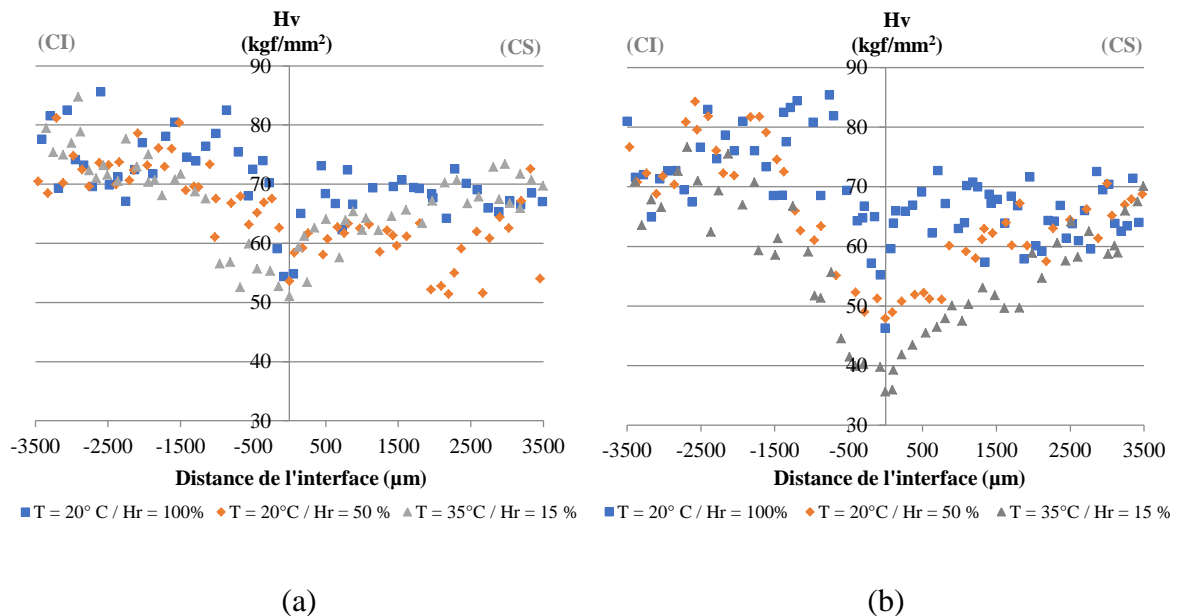 Hv
(kgf/mm²)
(CI)
(CS)
90
80
70
60
50
40
30
-3500 -2500 -1500 -500 500 1500 2500 3500
Distance de l'interface (µm)
T = 20° C / Hr = 100% T = 20°C / Hr = 50 % T = 35°C / Hr = 15 %
(a)
Hv
(kgf/mm²)
(CI)
(CS)
90
80
70
60
50
40
30
-3500 -2500 -1500 -500 500 1500 2500 3500
Distance de l'interface (µm)
T = 20° C / Hr = 100% T = 20°C / Hr = 50 % T = 35°C / Hr = 15 %
(b)